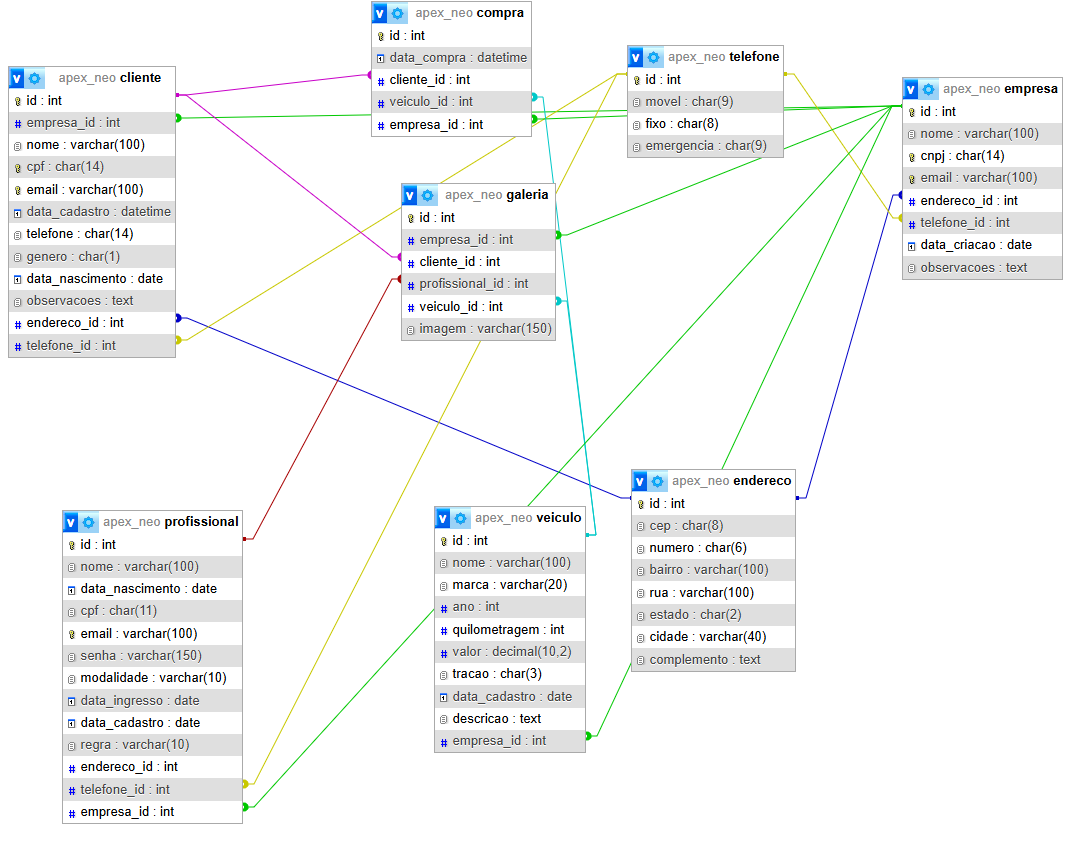 apex_neo compra
id : int
data_compra : datetime
cliente_id : int
veiculo_id : int
empresa_id : int
apex_neo telefone
id : int
movel : char(9)
fixo : char(8)
emergencia : char(9)
apex_neo cliente
id : int
empresa_id : int
nome : varchar(100)
cpf : char(14)
email : varchar(100)
data_cadastro : datetime
telefone : char(14)
genero : char(1)
data_nascimento : date
observacoes : text
endereco_id : int
telefone_id : int
apex_neo empresa
id : int
nome : varchar(100)
cnpj : char(14)
email : varchar(100)
endereco_id : int
telefone_id : int
data_criacao : date
observacoes : text
apex_neo galeria
id : int
empresa_id : int
cliente_id : int
profissional_id : int
veiculo_id : int
imagem : varchar(150)
apex_neo profissional
id : int
nome : varchar(100)
data_nascimento : date
cpf : char(11)
email : varchar(100)
senha : varchar(150)
modalidade : varchar(10)
data_ingresso : date
data_cadastro : date
regra : varchar(10)
endereco_id : int
telefone_id : int
empresa_id : int
apex_neo veiculo
id : int
nome : varchar(100)
marca : varchar(20)
ano : int
quilometragem : int
valor : decimal(10,2)
tracao : char(3)
data_cadastro : date
descricao : text
empresa_id : int
apex_neo endereco
id : int
cep : char(8)
numero : char(6)
bairro : varchar(100)
rua : varchar(100)
estado : char(2)
cidade : varchar(40)
complemento : text